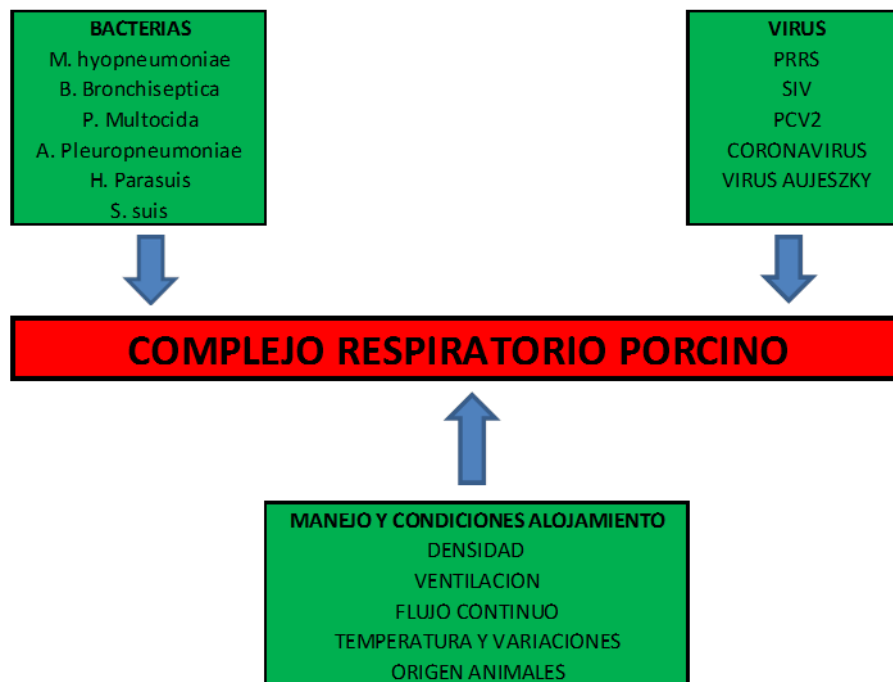 BACTERIAS
M. hyopneumoniae
B. Bronchiseptica
P. Multocida
A. Pleuropneumoniae
H. Parasuis
S. suis
VIRUS
PRRS
SIV
PCV2
CORONAVIRUS
VIRUS AUJESZKY
COMPLEJO RESPIRATORIO PORCINO
MANEJO Y CONDICIONES ALOJAMIENTO
DENSIDAD
VENTILACIÓN
FLUJO CONTINUO
TEMPERATURA Y VARIACIONES
ORIGEN ANIMALES